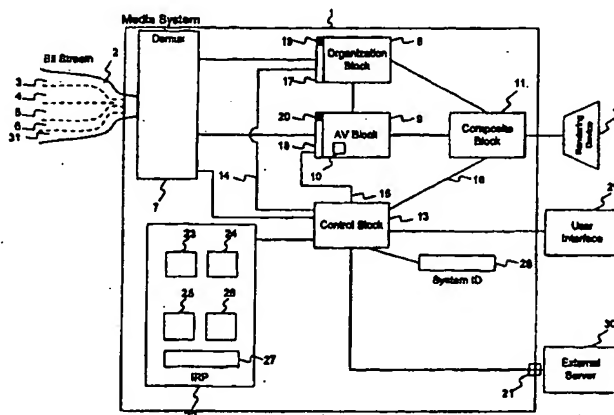 Media System
1
Demux
Bit Stream
2
3
4
5
6
31
7
19
Organization
Block
8
17
20
AV Block
9
18
10
11
Composite
Block
Rendering
Device
14
15
16
Control Block
13
User
Interface
28
System ID
23
24
25
26
27
IRP
30
External
Server
21